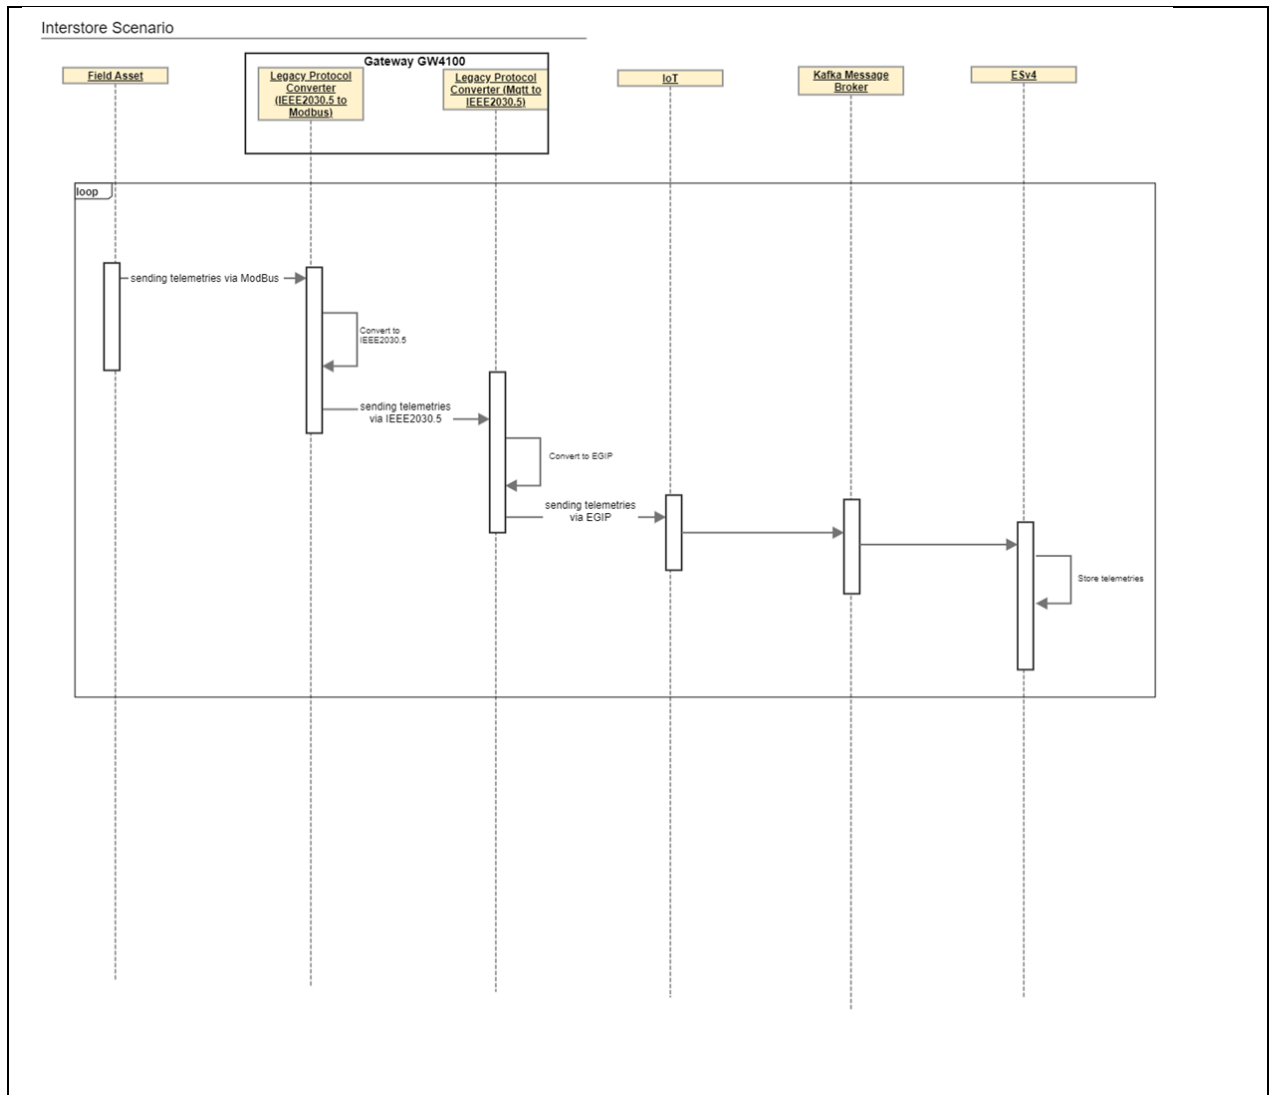 Interstore Scenario
Gateway GW4100
Field Asset
Legacy Protocol
Converter
(IEEE2030.5 to
Modbus)
Legacy Protocol
Converter (Mqtt to
IEEE2030.5)
IoT
Kafka Message
Broker
ESv4
loop
sending telemetries via ModBus
Convert to
IEEE2030.5
sending telemetries
via IEEE2030.5
Convert to EGIP
sending telemetries
via EGIP
Store telemetries